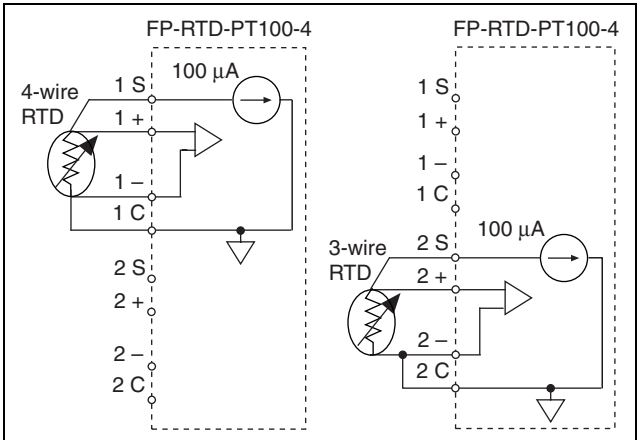 FP-RTD-PT100-4
4-wire
RTD
1 S
1 +
1 –
1 C
2 S
2 +
2 –
2 C
100 µA
FP-RTD-PT100-4
1 S
1 +
1 –
1 C
3-wire
RTD
2 S
2 +
2 –
2 C
100 µA